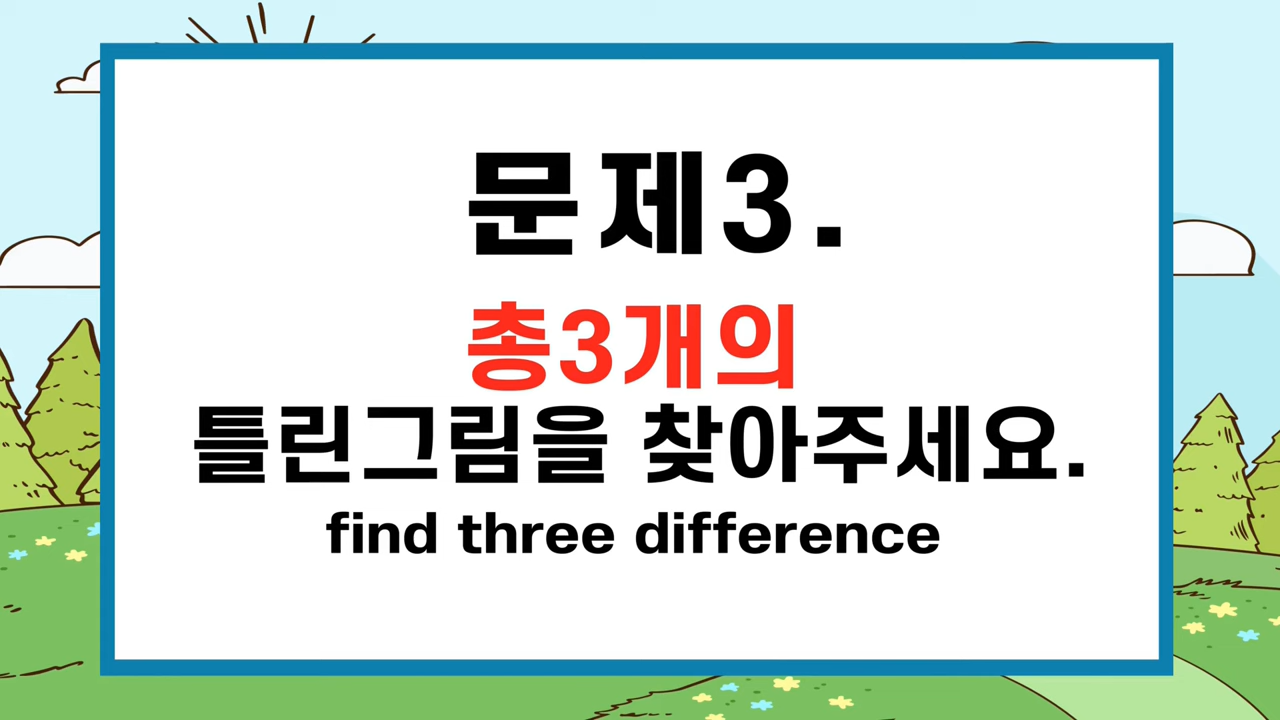 문제3.
총3개의
틀린그림을 찾아주세요.
find three difference